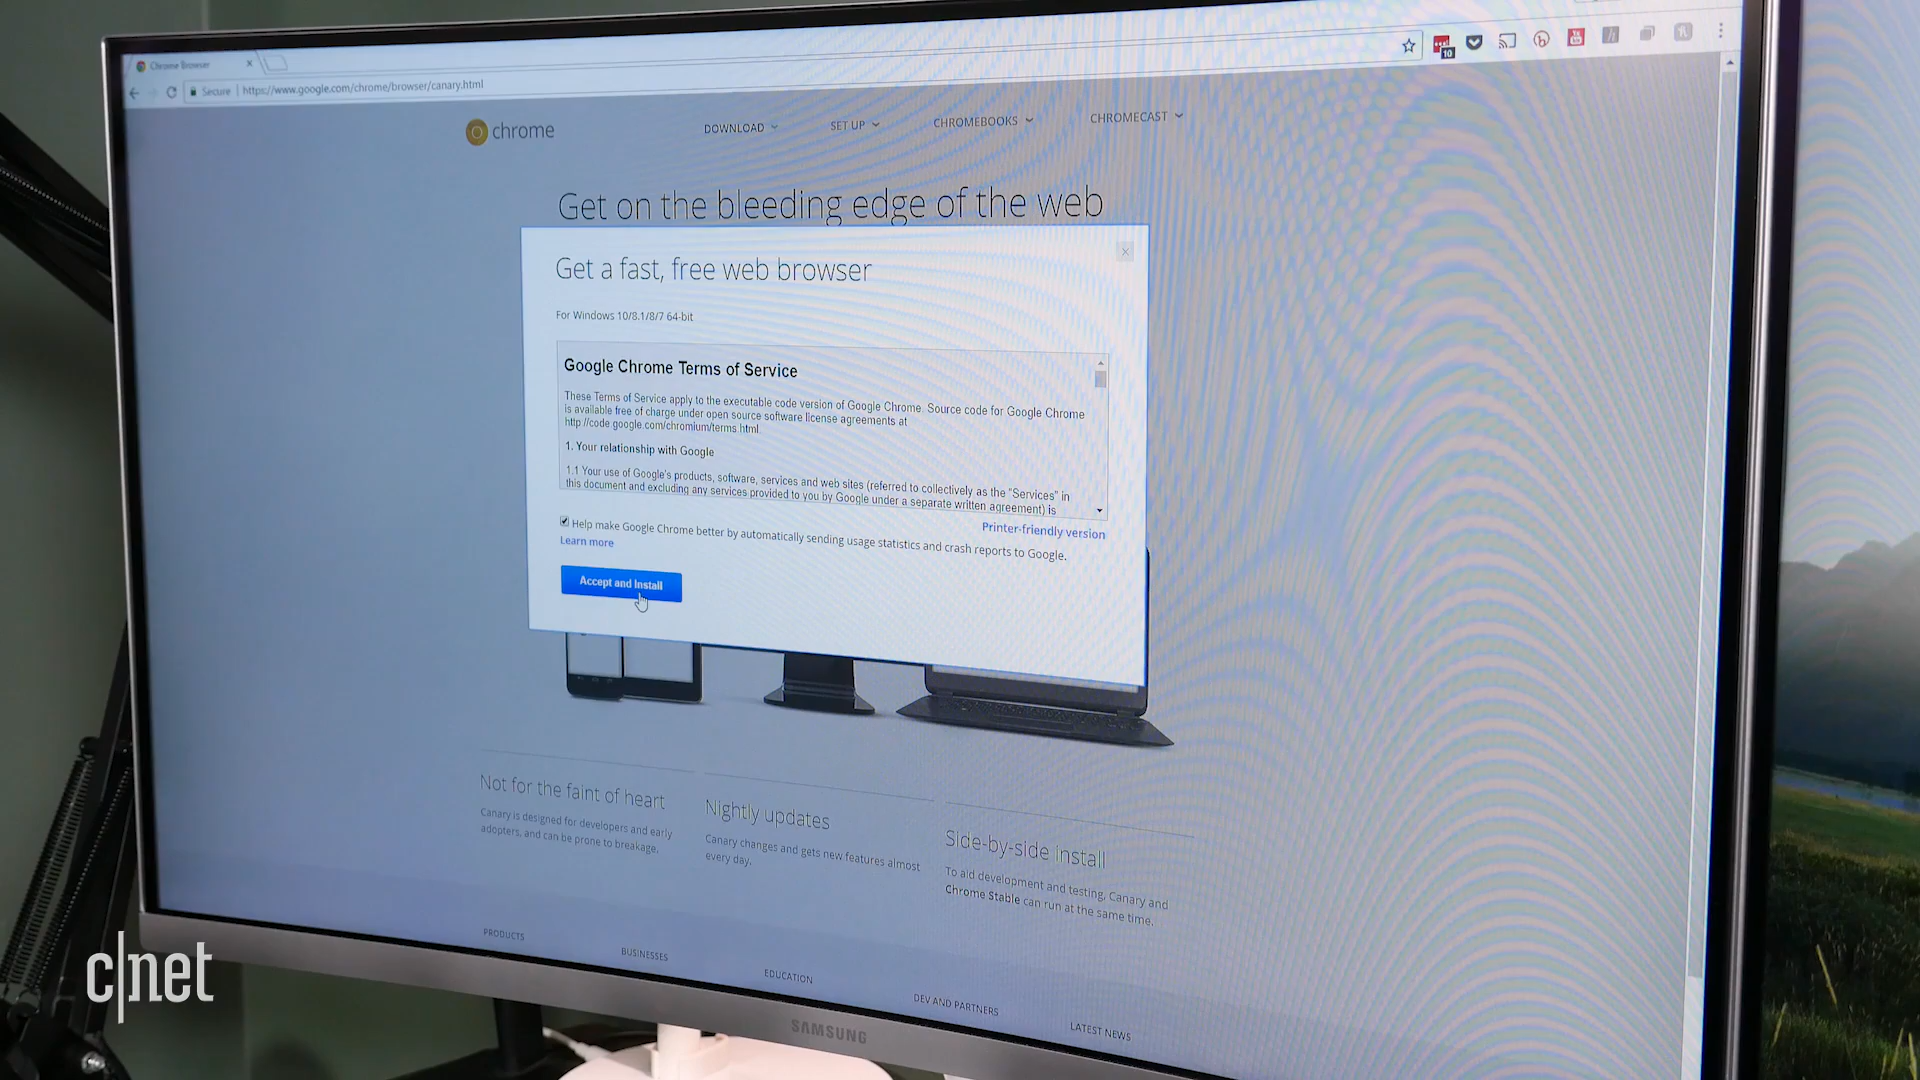 Chrome Browser
Secure | https://www.google.com/chrome/browser/canary.html
10
chrome
DOWNLOAD
SET UP
CHROMEBOOKS
CHROMECAST
Get on the bleeding edge of the web
Get a fast, free web browser
For Windows 10/8.1/8/7 64-bit
Google Chrome Terms of Service
These Terms of Service apply to the executable code version of Google Chrome. Source code for Google Chrome
is available free of charge under open source software license agreements at
http://code.google.com/chromium/terms.html.
1. Your relationship with Google
1.1 Your use of Google's products, software, services and web sites (referred to collectively as the "Services" in
this document and excluding any services provided to you by Google under a separate written agreement) is
Printer-friendly version
Help make Google Chrome better by automatically sending usage statistics and crash reports to Google.
Learn more
Accept and Install
Not for the faint of heart
Canary is designed for developers and early
adopters, and can be prone to breakage.
Nightly updates
Canary changes and gets new features almost
every day.
Side-by-side install
To aid development and testing, Canary and
Chrome Stable can run at the same time.
PRODUCTS
BUSINESSES
EDUCATION
DEV AND PARTNERS
LATEST NEWS
SAMSUNG
c|net